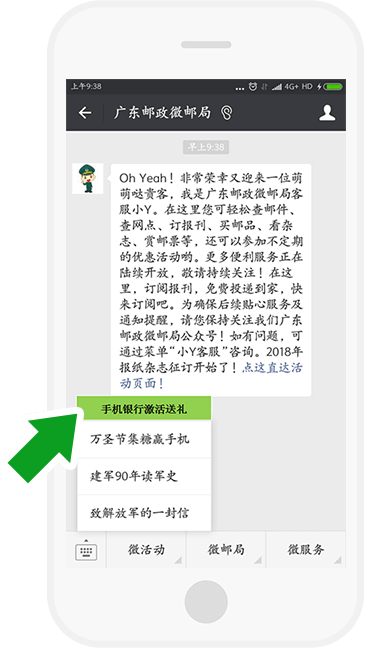 上午9:38
... 4G+ HD
广东邮政微邮局
早上9:38
Oh Yeah！非常荣幸又迎来一位萌
萌哒贵客，我是广东邮政微邮局客
服小Y。在这里您可轻松查邮件、
查网点、订报刊、买邮品、看杂
志、赏邮票等，还可以参加不定期
的优惠活动哟。更多便利服务正在
陆续开放，敬请持续关注！在这
里，订阅报刊，免费投递到家，快
来订阅吧。为确保后续贴心服务及
通知提醒，请您保持关注我们广东
邮政微邮局公众号！如有问题，可
通过菜单“小Y客服”咨询。2018年
报纸杂志征订开始了！点这直达活
动页面！
手机银行激活送礼
万圣节集糖赢手机
建军90年读军史
致解放军的一封信
微活动 微邮局 微服务